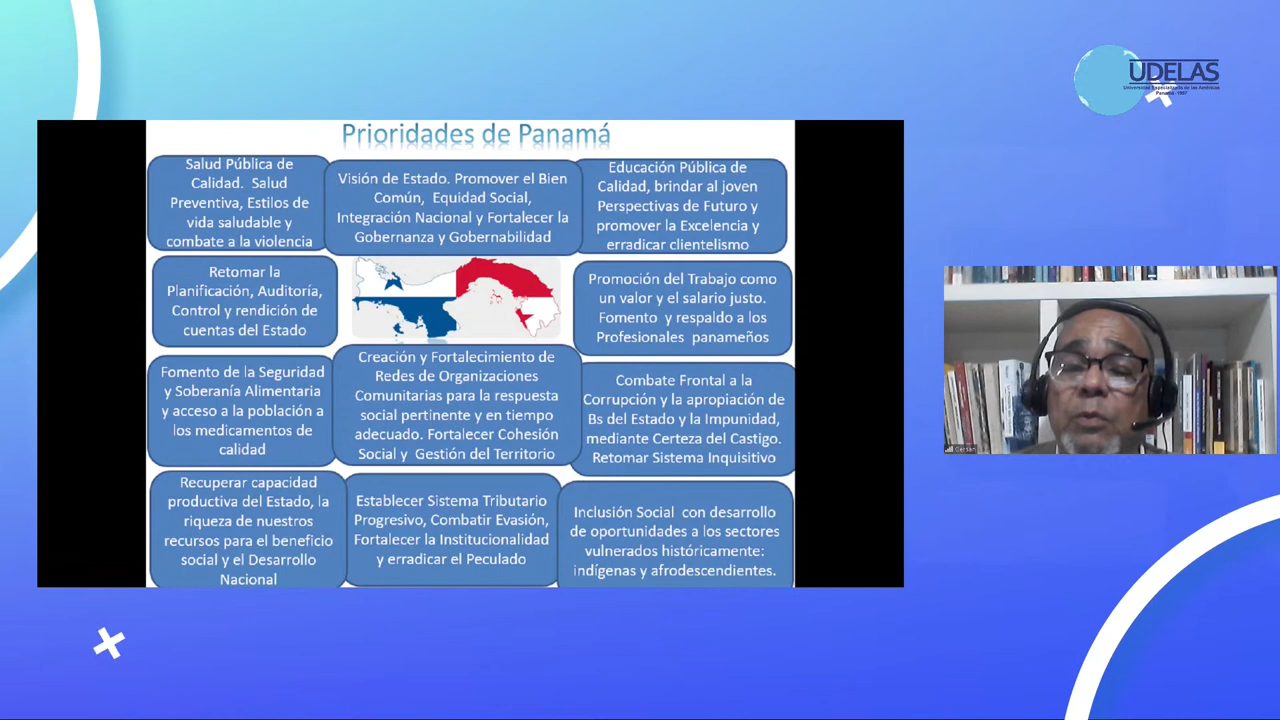 UDELAS
Universidad Especializada de las Américas
Panamá - 1997
Prioridades de Panamá
Salud Pública de
Calidad. Salud
Preventiva, Estilos de
vida saludable y
combate a la violencia
Visión de Estado. Promover el Bien
Común, Equidad Social,
Integración Nacional y Fortalecer la
Gobernanza y Gobernabilidad
Educación Pública de
Calidad, brindar al joven
Perspectivas de Futuro y
promover la Excelencia y
erradicar clientelismo
Retomar la
Planificación, Auditoría,
Control y rendición de
cuentas del Estado
Promoción del Trabajo como
un valor y el salario justo.
Fomento y respaldo a los
Profesionales panameños
Fomento de la Seguridad
y Soberanía Alimentaria
y acceso a la población a
los medicamentos de
calidad
Creación y Fortalecimiento de
Redes de Organizaciones
Comunitarias para la respuesta
social pertinente y en tiempo
adecuado. Fortalecer Cohesión
Social y Gestión del Territorio
Combate Frontal a la
Corrupción y la apropiación de
Bs del Estado y la Impunidad,
mediante Certeza del Castigo.
Retomar Sistema Inquisitivo
Recuperar capacidad
productiva del Estado, la
riqueza de nuestros
recursos para el beneficio
social y el Desarrollo
Nacional
Establecer Sistema Tributario
Progresivo, Combatir Evasión,
Fortalecer la Institucionalidad
y erradicar el Peculado
Inclusión Social con desarrollo
de oportunidades a los sectores
vulnerados históricamente:
indígenas y afrodescendientes.